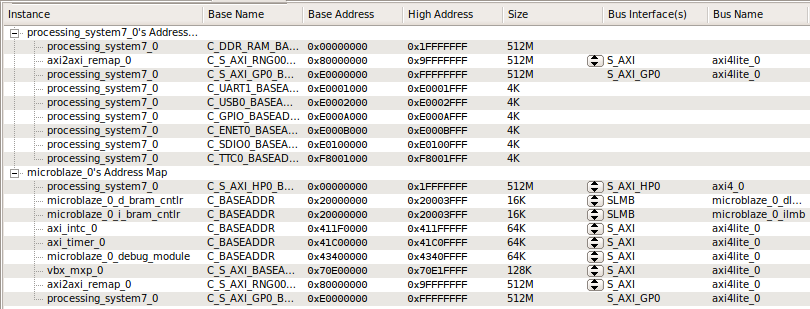 Instance Base Name Base Address High Address Size Bus Interface(s) Bus Name
processing_system7_0's Address...
processing_system7_0 C_DDR_RAM_BA... 0x00000000 0x1FFFFFFF 512M
axi2axi_remap_0 C_S_AXI_RNG00... 0x80000000 0x9FFFFFFF 512M S_AXI axi4lite_0
processing_system7_0 C_S_AXI_GP0_B... 0xE0000000 0xFFFFFFFF 512M S_AXI_GP0 axi4lite_0
processing_system7_0 C_UART1_BASEA... 0xE0001000 0xE0001FFF 4K
processing_system7_0 C_USB0_BASEA... 0xE0002000 0xE0002FFF 4K
processing_system7_0 C_GPIO_BASEAD... 0xE000A000 0xE000AFFF 4K
processing_system7_0 C_ENET0_BASEA... 0xE000B000 0xE000BFFF 4K
processing_system7_0 C_SDIO0_BASEA... 0xE0100000 0xE0100FFF 4K
processing_system7_0 C_TTC0_BASEAD... 0xF8001000 0xF8001FFF 4K
microblaze_0's Address Map
processing_system7_0 C_S_AXI_HP0_B... 0x00000000 0x1FFFFFFF 512M S_AXI_HP0 axi4_0
microblaze_0_d_bram_cntlr C_BASEADDR 0x20000000 0x20003FFF 16K SLMB microblaze_0_dl...
microblaze_0_i_bram_cntlr C_BASEADDR 0x20000000 0x20003FFF 16K SLMB microblaze_0_ilmb
axi_intc_0 C_BASEADDR 0x411F0000 0x411FFFFF 64K S_AXI axi4lite_0
axi_timer_0 C_BASEADDR 0x41C00000 0x41C0FFFF 64K S_AXI axi4lite_0
microblaze_0_debug_module C_BASEADDR 0x43400000 0x4340FFFF 64K S_AXI axi4lite_0
vbx_mxp_0 C_S_AXI_BASEA... 0x70E00000 0x70E1FFFF 128K S_AXI axi4lite_0
axi2axi_remap_0 C_S_AXI_RNG00... 0x80000000 0x9FFFFFFF 512M S_AXI axi4lite_0
processing_system7_0 C_S_AXI_GP0_B... 0xE0000000 0xFFFFFFFF 512M S_AXI_GP0 axi4lite_0